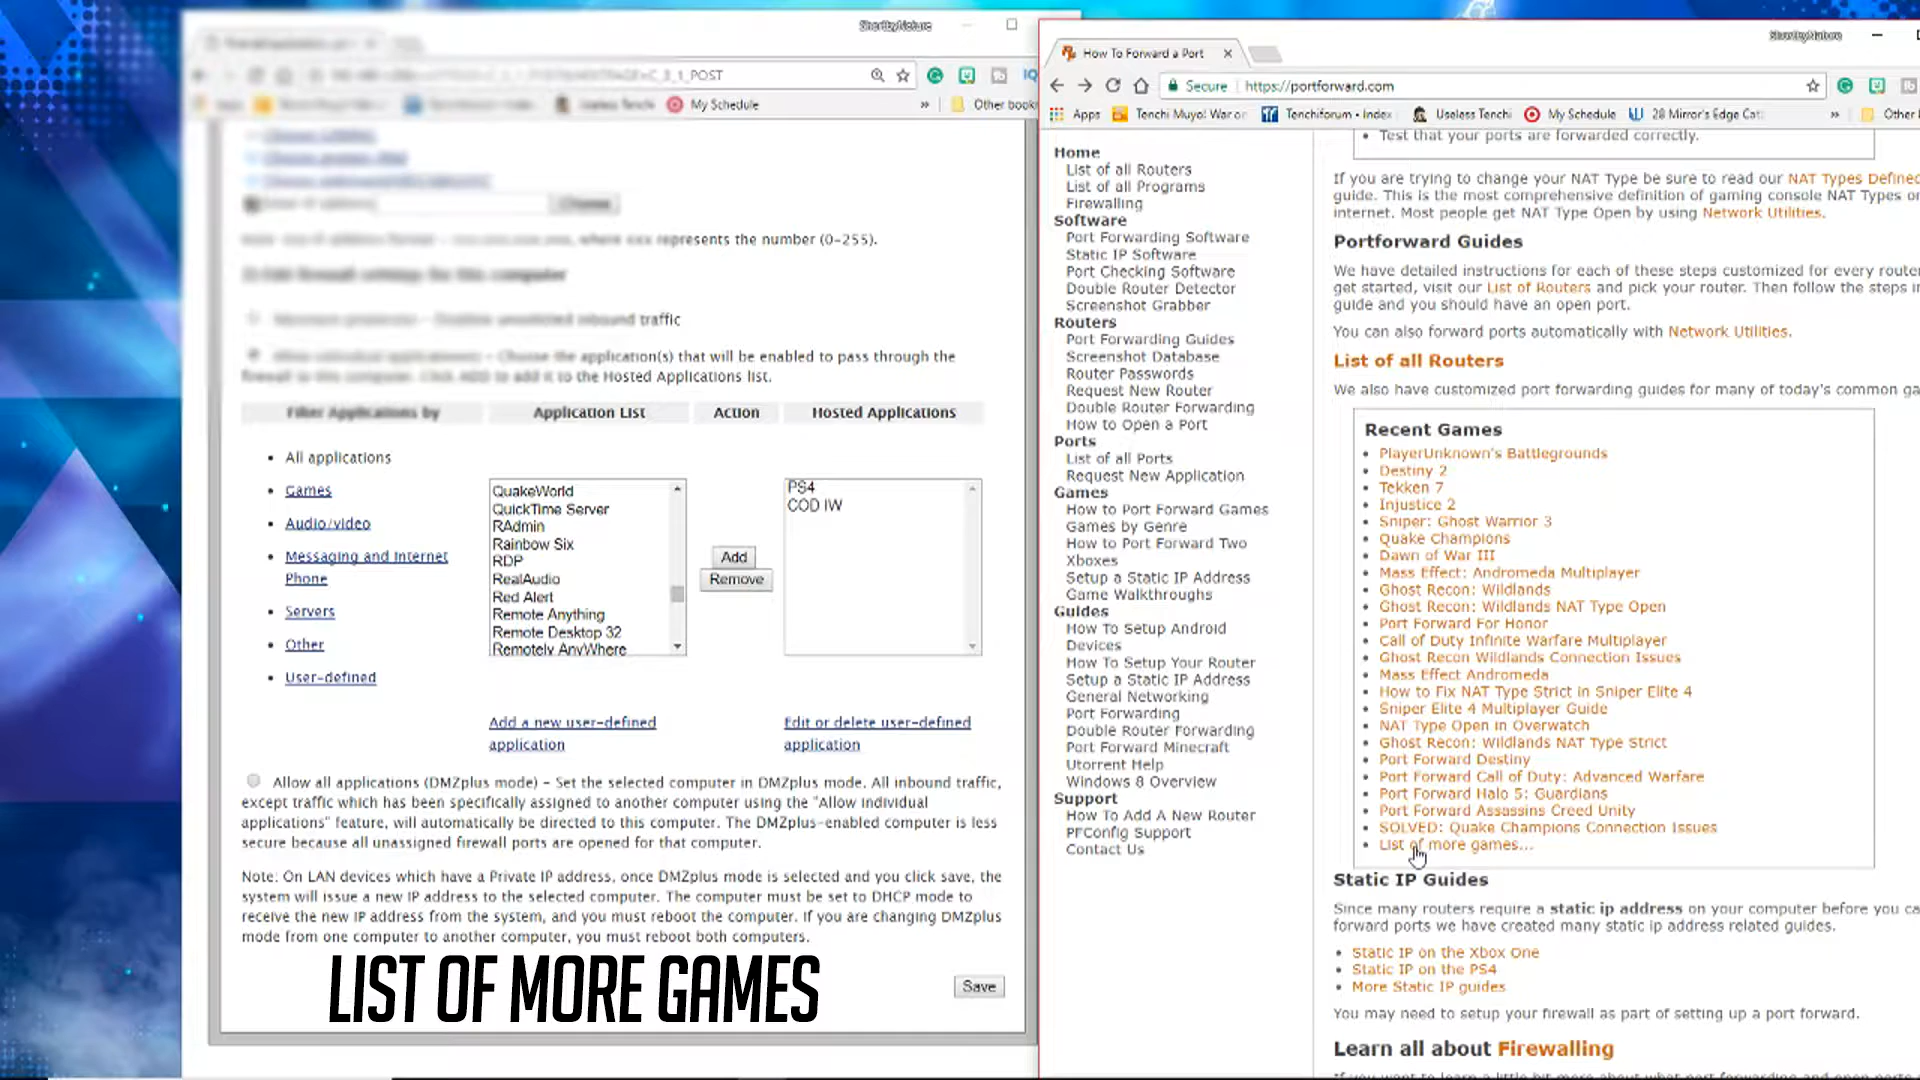 ShortbyNature
_3_1_POST
Useless Tenchi
My Schedule
»
Other book
where xxx represents the number (0-255).
2) Edit firewall settings for this computer
unsolicited inbound traffic
Allow individual applications - Choose the application(s) that will be enabled to pass through the
firewall to this computer. Click ADD to add it to the Hosted Applications list.
Filter Applications by Application List Action Hosted Applications
• All applications
• Games
• Audio/video
• Messaging and Internet
Phone
• Servers
• Other
• User-defined
QuakeWorld
QuickTime Server
RAdmin
Rainbow Six
RDP
RealAudio
Red Alert
Remote Anything
Remote Desktop 32
Remotely AnyWhere
Add
Remove
PS4
COD IW
Add a new user-defined
application
Edit or delete user-defined
application
Allow all applications (DMZplus mode) - Set the selected computer in DMZplus mode. All inbound traffic,
except traffic which has been specifically assigned to another computer using the "Allow individual
applications" feature, will automatically be directed to this computer. The DMZplus-enabled computer is less
secure because all unassigned firewall ports are opened for that computer.
Note: On LAN devices which have a Private IP address, once DMZplus mode is selected and you click save, the
system will issue a new IP address to the selected computer. The computer must be set to DHCP mode to
receive the new IP address from the system, and you must reboot the computer. If you are changing DMZplus
mode from one computer to another computer, you must reboot both computers.
LIST OF MORE GAMES
Save
ShortbyNature
How To Forward a Port
Secure https://portforward.com
Apps Tenchi Muyo! War or Tenchiforum • Index Useless Tenchi My Schedule 28 Mirror's Edge Cat » Other
Home
List of all Routers
List of all Programs
Firewalling
Software
Port Forwarding Software
Static IP Software
Port Checking Software
Double Router Detector
Screenshot Grabber
Routers
Port Forwarding Guides
Screenshot Database
Router Passwords
Request New Router
Double Router Forwarding
How to Open a Port
Ports
List of all Ports
Request New Application
Games
How to Port Forward Games
Games by Genre
How to Port Forward Two
Xboxes
Setup a Static IP Address
Game Walkthroughs
Guides
How To Setup Android
Devices
How To Setup Your Router
Setup a Static IP Address
General Networking
Port Forwarding
Double Router Forwarding
Port Forward Minecraft
Utorrent Help
Windows 8 Overview
Support
How To Add A New Router
PFConfig Support
Contact Us
• Test that your ports are forwarded correctly.
If you are trying to change your NAT Type be sure to read our NAT Types Defined
guide. This is the most comprehensive definition of gaming console NAT Types on
internet. Most people get NAT Type Open by using Network Utilities.
Portforward Guides
We have detailed instructions for each of these steps customized for every route
get started, visit our List of Routers and pick your router. Then follow the steps in
guide and you should have an open port.
You can also forward ports automatically with Network Utilities.
List of all Routers
We also have customized port forwarding guides for many of today's common ga
Recent Games
• PlayerUnknown's Battlegrounds
• Destiny 2
• Tekken 7
• Injustice 2
• Sniper: Ghost Warrior 3
• Quake Champions
• Dawn of War III
• Mass Effect: Andromeda Multiplayer
• Ghost Recon: Wildlands
• Ghost Recon: Wildlands NAT Type Open
• Port Forward For Honor
• Call of Duty Infinite Warfare Multiplayer
• Ghost Recon Wildlands Connection Issues
• Mass Effect Andromeda
• How to Fix NAT Type Strict in Sniper Elite 4
• Sniper Elite 4 Multiplayer Guide
• NAT Type Open in Overwatch
• Ghost Recon: Wildlands NAT Type Strict
• Port Forward Destiny
• Port Forward Call of Duty: Advanced Warfare
• Port Forward Halo 5: Guardians
• Port Forward Assassins Creed Unity
• SOLVED: Quake Champions Connection Issues
• List of more games...
Static IP Guides
Since many routers require a static ip address on your computer before you ca
forward ports we have created many static ip address related guides.
• Static IP on the Xbox One
• Static IP on the PS4
• More Static IP guides
You may need to setup your firewall as part of setting up a port forward.
Learn all about Firewalling